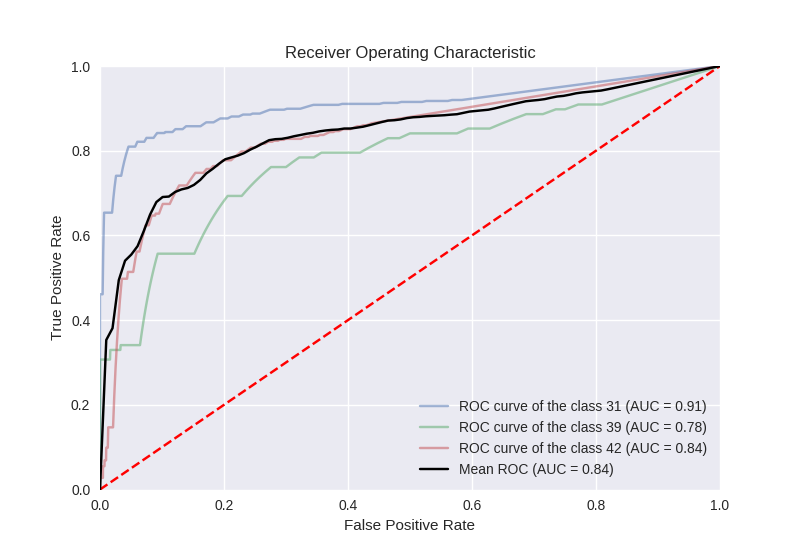 Receiver Operating Characteristic
1.0
0.8
0.6
0.4
0.2
0.0
True Positive Rate
ROC curve of the class 31 (AUC = 0.91)
ROC curve of the class 39 (AUC = 0.78)
ROC curve of the class 42 (AUC = 0.84)
Mean ROC (AUC = 0.84)
0.0 0.2 0.4 0.6 0.8 1.0
False Positive Rate